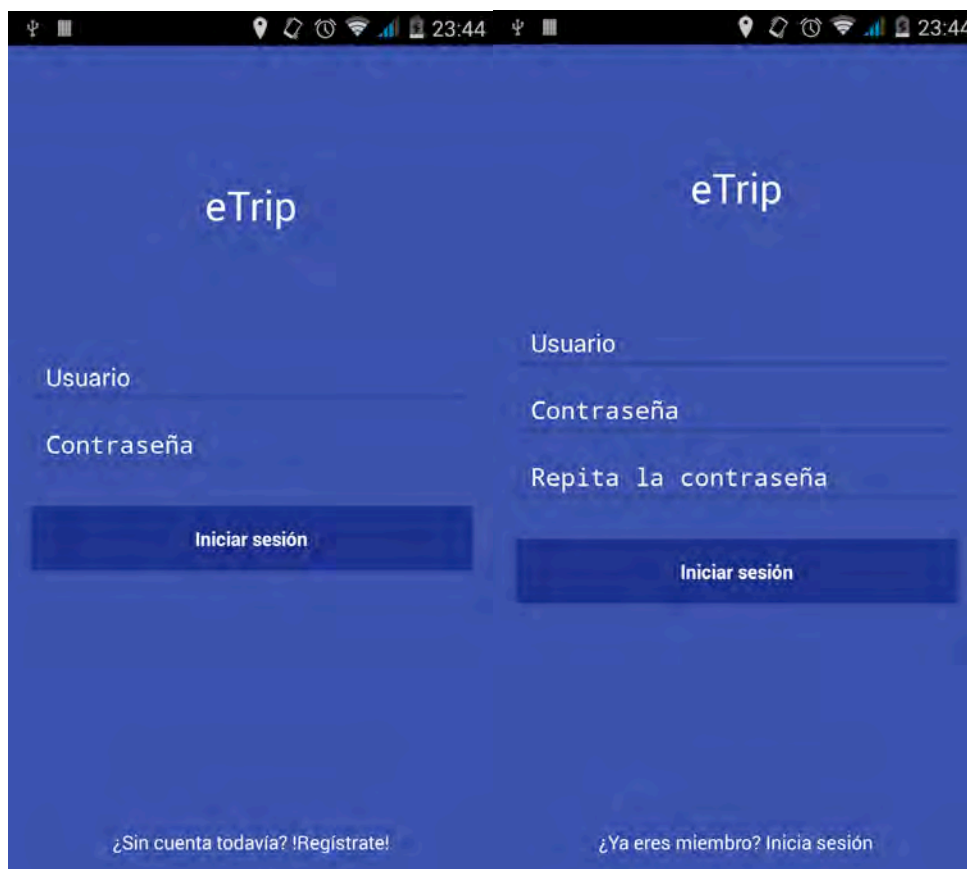 23:44
eTrip
Usuario
Contraseña
Iniciar sesión
¿Sin cuenta todavía? !Regístrate!
23:44
eTrip
Usuario
Contraseña
Repita la contraseña
Iniciar sesión
¿Ya eres miembro? Inicia sesión